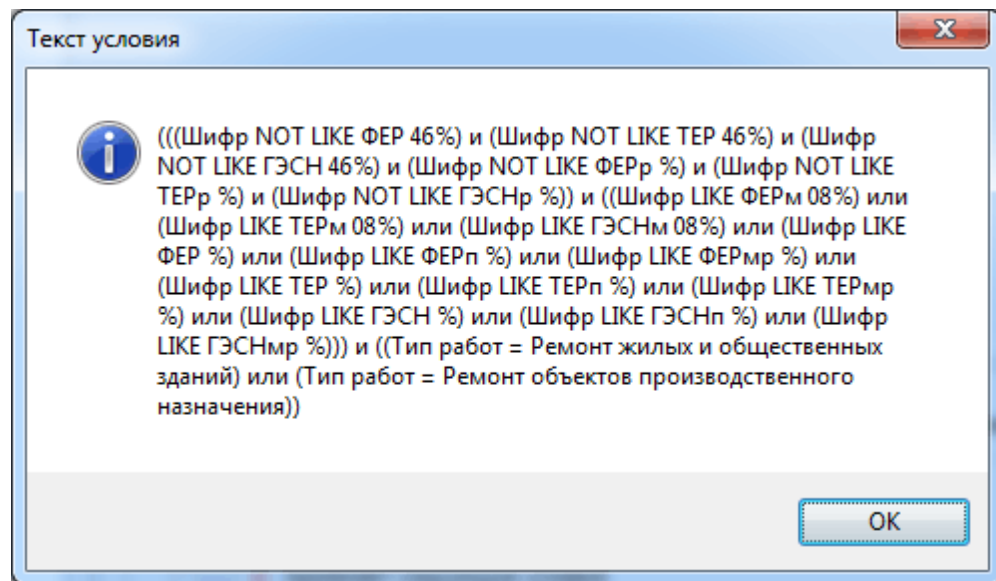 Текст условия
(((Шифр NOT LIKE ФЕР 46%) и (Шифр NOT LIKE ТЕР 46%) и (Шифр
NOT LIKE ГЭСН 46%) и (Шифр NOT LIKE ФЕРр %) и (Шифр NOT LIKE
ТЕРр %) и (Шифр NOT LIKE ГЭСНр %)) и ((Шифр LIKE ФЕРм 08%) или
(Шифр LIKE ТЕРм 08%) или (Шифр LIKE ГЭСНм 08%) или (Шифр LIKE
ФЕР %) или (Шифр LIKE ФЕРп %) или (Шифр LIKE ФЕРмр %) или
(Шифр LIKE ТЕР %) или (Шифр LIKE ТЕРп %) или (Шифр LIKE ТЕРмр
%) или (Шифр LIKE ГЭСН %) или (Шифр LIKE ГЭСНп %) или (Шифр
LIKE ГЭСНмр %))) и ((Тип работ = Ремонт жилых и общественных
зданий) или (Тип работ = Ремонт объектов производственного
назначения))
ОК